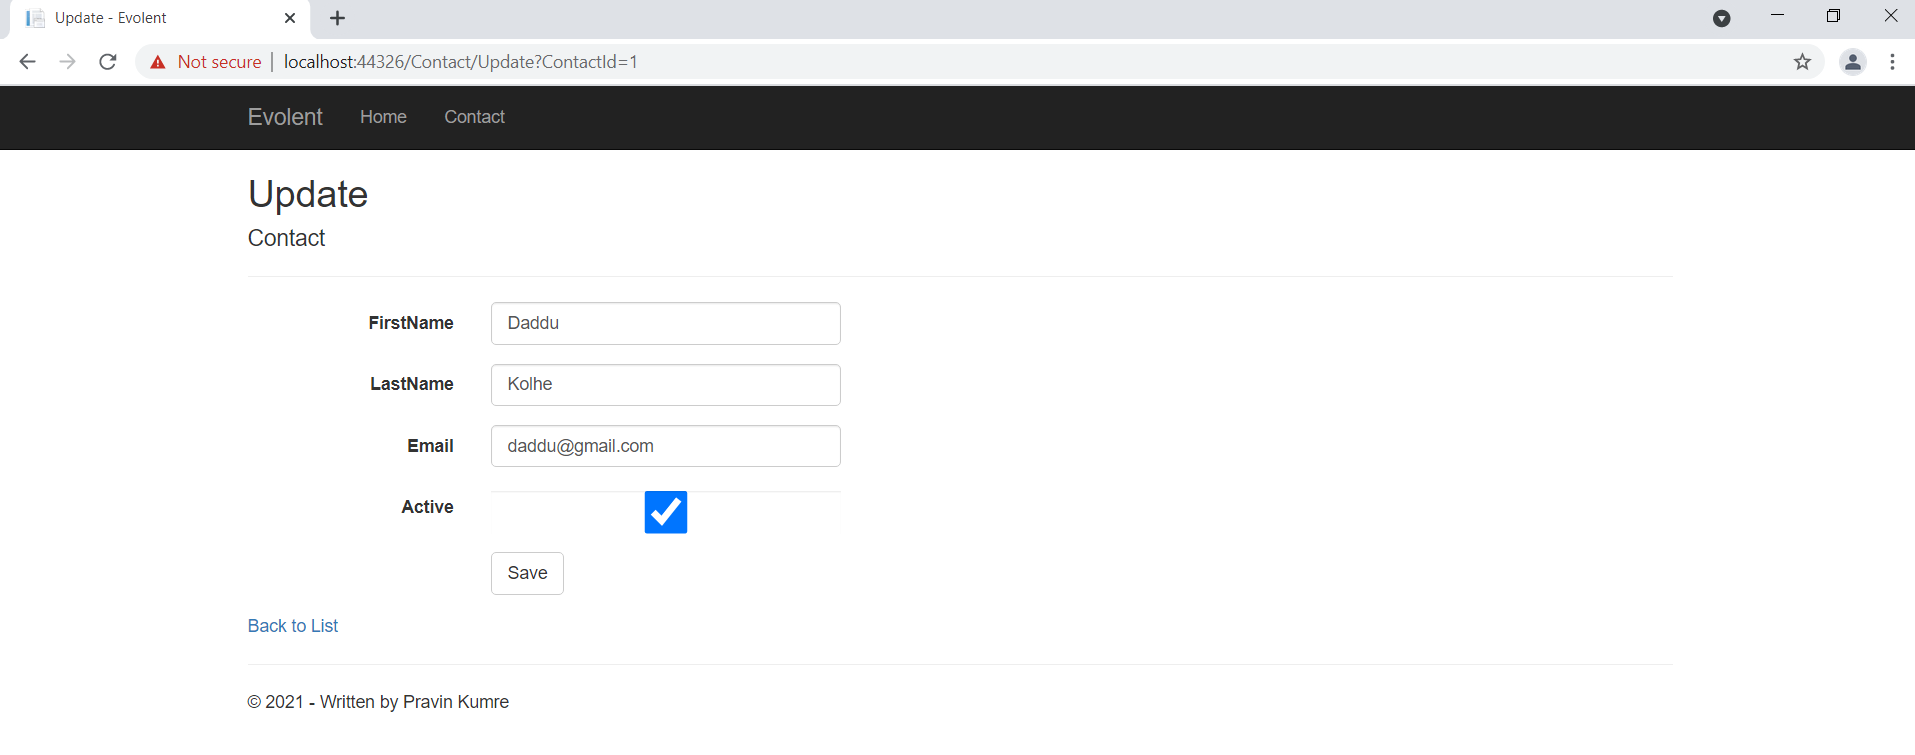 Update - Evolent
Not secure | localhost:44326/Contact/Update?ContactId=1
Evolent Home Contact
Update
Contact
FirstName Daddu
LastName Kolhe
Email daddu@gmail.com
Active
Save
Back to List
© 2021 - Written by Pravin Kumre